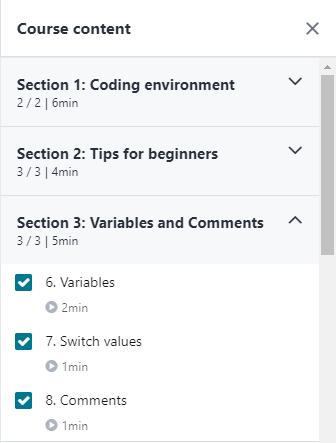 Course content
Section 1: Coding environment
2 / 2 | 6min
Section 2: Tips for beginners
3 / 3 | 4min
Section 3: Variables and Comments
3 / 3 | 5min
6. Variables
2min
7. Switch values
1min
8. Comments
1min